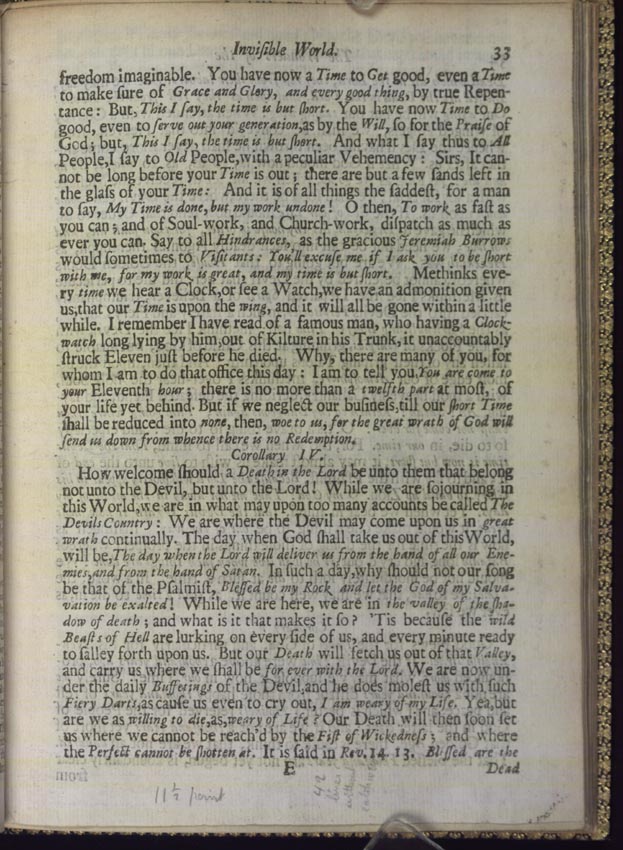 Invisible World. 33
freedom imaginable. You have now a Time to Get good, even a Time
to make sure of Grace and Glory, and every good thing, by true Repen-
tance: But, This I say, the time is but short. You have now Time to Do
good, even to serve out your generation, as by the Will, so for the Praise of
God; but, This I say, the time is but short. And what I say thus to All
People, I say to Old People, with a peculiar Vehemency: Sirs, It can-
not be long before your Time is out; there are but a few sands left in
the glass of your Time: And it is of all things the saddest, for a man
to say, My Time is done, but my work undone! O then, To work as fast as
you can; and of Soul-work, and Church-work, dispatch as much as
ever you can. Say to all Hindrances, as the gracious Jeremiah Burrows
would sometimes to Visitants: You'll excuse me if I ask you to be short
with me, for my work is great, and my time is but short. Methinks eve-
ry time we hear a Clock, or see a Watch, we have an admonition given
us, that our Time is upon the wing, and it will all be gone within a little
while. I remember I have read of a famous man, who having a Clock-
watch long lying by him, out of Kilture in his Trunk, it unaccountably
struck Eleven just before he died. Why, there are many of you, for
whom I am to do that office this day: I am to tell you, You are come to
your Eleventh hour; there is no more than a twelfth part at most, of
your life yet behind. But if we neglect our business, till our short Time
shall be reduced into none, then, woe to us, for the great wrath of God will
send us down from whence there is no Redemption.
Corollary IV.
How welcome should a Death in the Lord be unto them that belong
not unto the Devil, but unto the Lord! While we are sojourning in
this World, we are in what may upon too many accounts be called The
Devils Country: We are where the Devil may come upon us in great
wrath continually. The day when God shall take us out of this World,
will be, The day when the Lord will deliver us from the hand of all our Ene-
mies, and from the hand of Satan. In such a day, why should not our song
be that of the Psalmist, Blessed be my Rock and let the God of my Salva-
vation be exalted! While we are here, we are in the valley of the sha-
dow of death; and what is it that makes it so? 'Tis because the wild
Beasts of Hell are lurking on every side of us, and every minute ready
to salley forth upon us. But our Death will fetch us out of that Valley,
and carry us where we shall be for ever with the Lord. We are now un-
der the daily Buffetings of the Devil, and he does molest us with such
Fiery Darts, as cause us even to cry out, I am weary of my Life. Yea, but
are we as willing to die, as, weary of Life? Our Death will then soon set
us where we cannot be reach'd by the Fist of Wickedness; and where
the Perfect cannot be shotten at. It is said in Rev. 14. 13. Blessed are the
E Dead
11½ point
42
lines